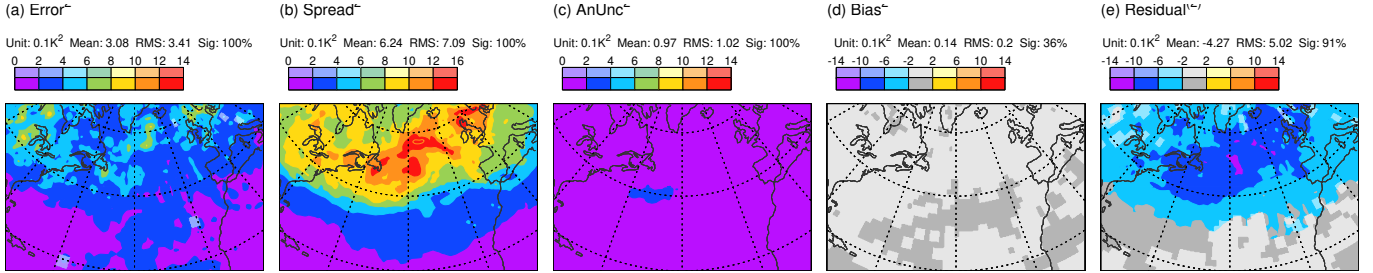 (a) Error² (b) Spread² (c) AnUnc² (d) Bias² (e) Residual⁽²⁾
Unit: 0.1K² Mean: 3.08 RMS: 3.41 Sig: 100% Unit: 0.1K² Mean: 6.24 RMS: 7.09 Sig: 100% Unit: 0.1K² Mean: 0.97 RMS: 1.02 Sig: 100% Unit: 0.1K² Mean: 0.14 RMS: 0.2 Sig: 36% Unit: 0.1K² Mean: -4.27 RMS: 5.02 Sig: 91%
0 2 4 6 8 10 12 14 0 2 4 6 8 10 12 16 0 2 4 6 8 10 12 14 -14 -10 -6 -2 2 6 10 14 -14 -10 -6 -2 2 6 10 14